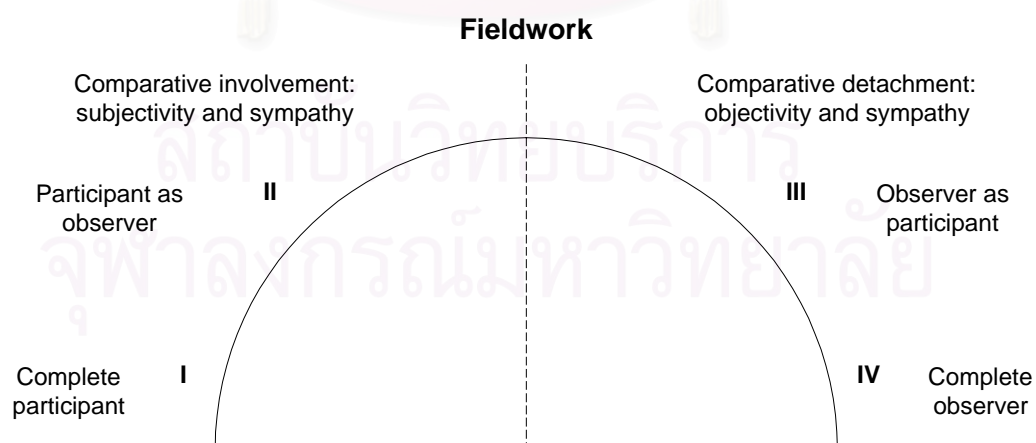 Fieldwork
Comparative involvement:
subjectivity and sympathy
Comparative detachment:
objectivity and sympathy
สถาบันวิทยบริการ
Participant as
observer
II
III
Observer as
participant
จุฬาลงกรณ์มหาวิทยาลัย
Complete
participant
I
IV
Complete
observer